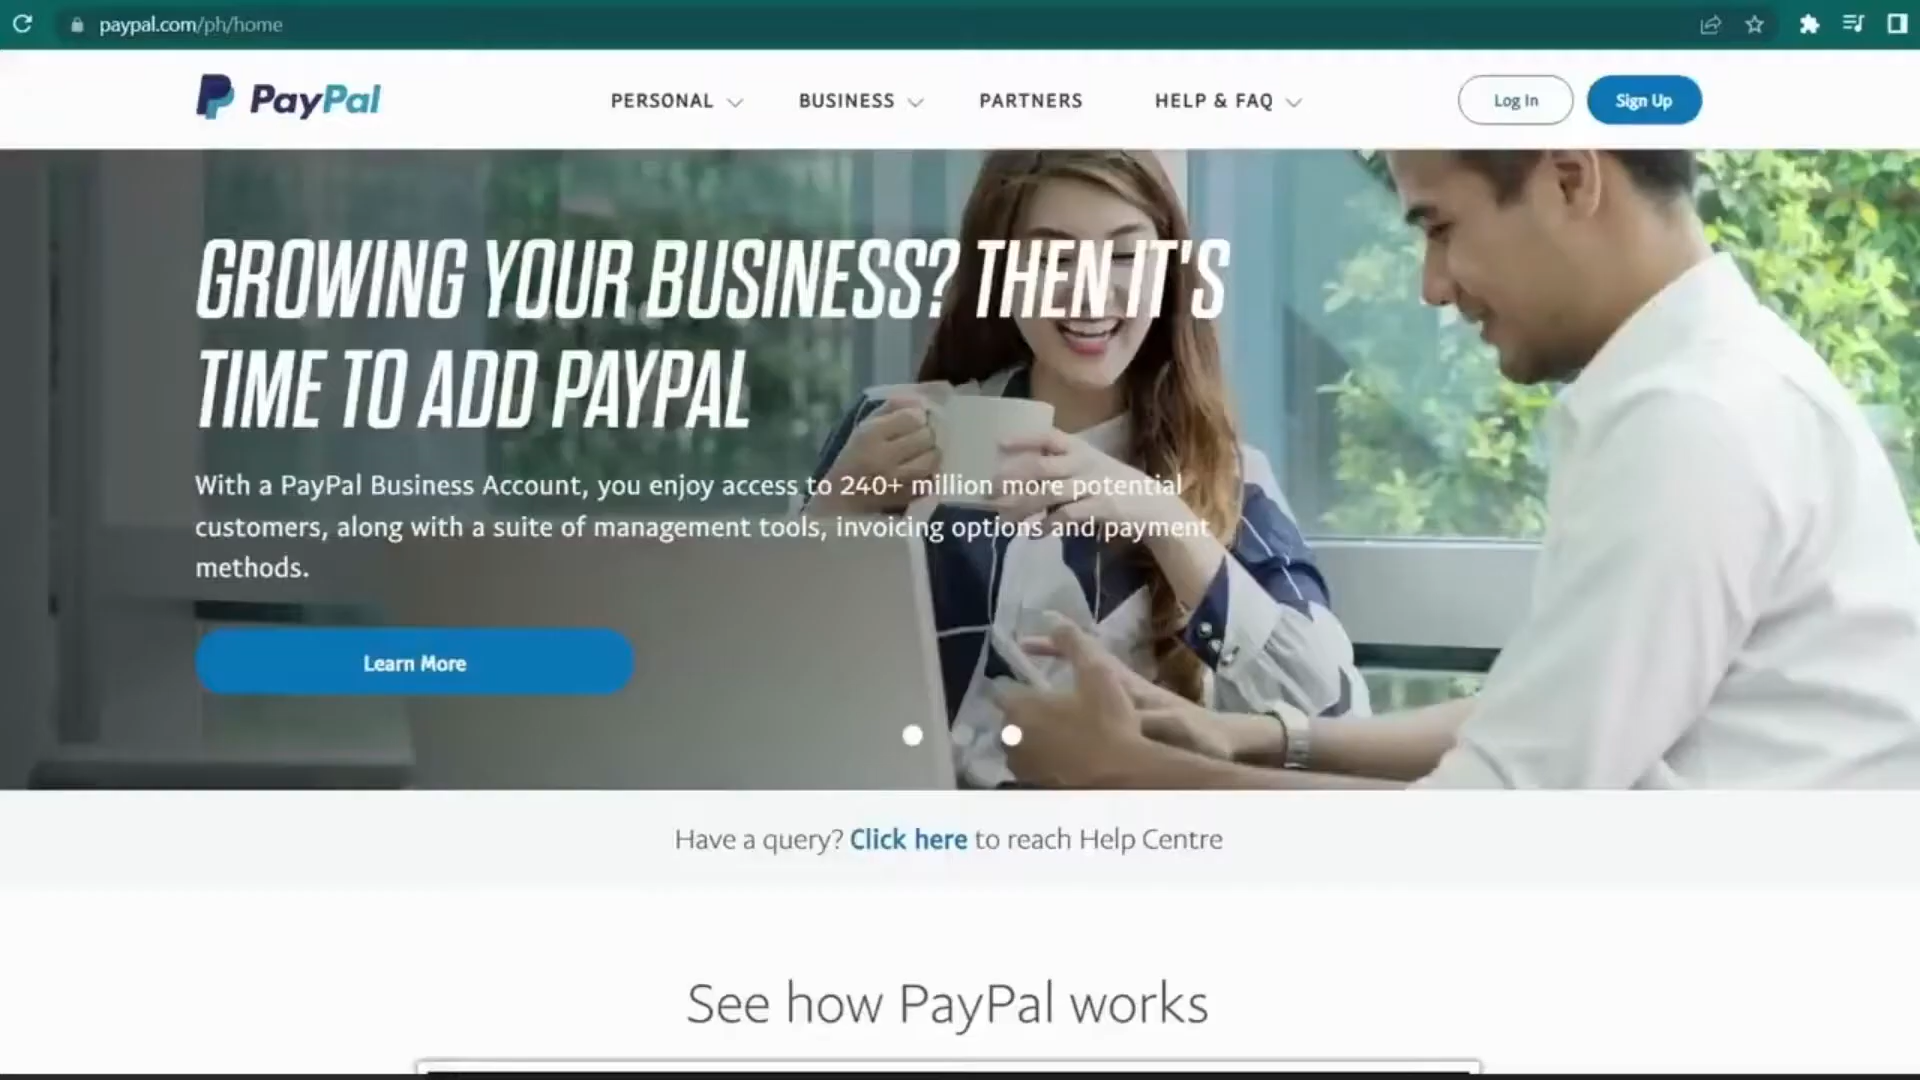 paypal.com/ph/home
PayPal
PERSONAL
BUSINESS
PARTNERS
HELP & FAQ
Log In
Sign Up
GROWING YOUR BUSINESS? THEN IT'S
TIME TO ADD PAYPAL
With a PayPal Business Account, you enjoy access to 240+ million more potential
customers, along with a suite of management tools, invoicing options and payment
methods.
Learn More
Have a query? Click here to reach Help Centre
See how PayPal works